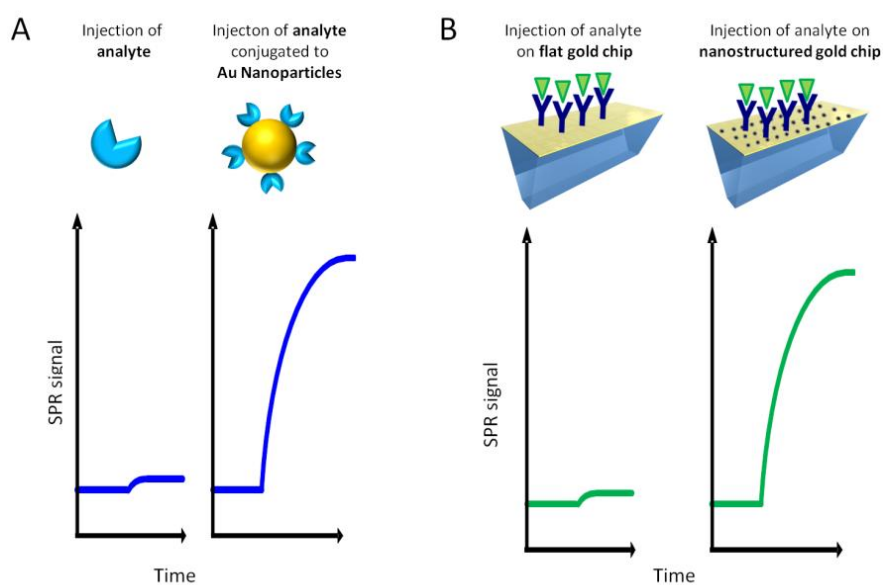 A
Injection of
analyte
Injecton of analyte
conjugated to
Au Nanoparticles
SPR signal
Time
B
Injection of analyte
on flat gold chip
Injection of analyte on
nanostructured gold chip
SPR signal
Time